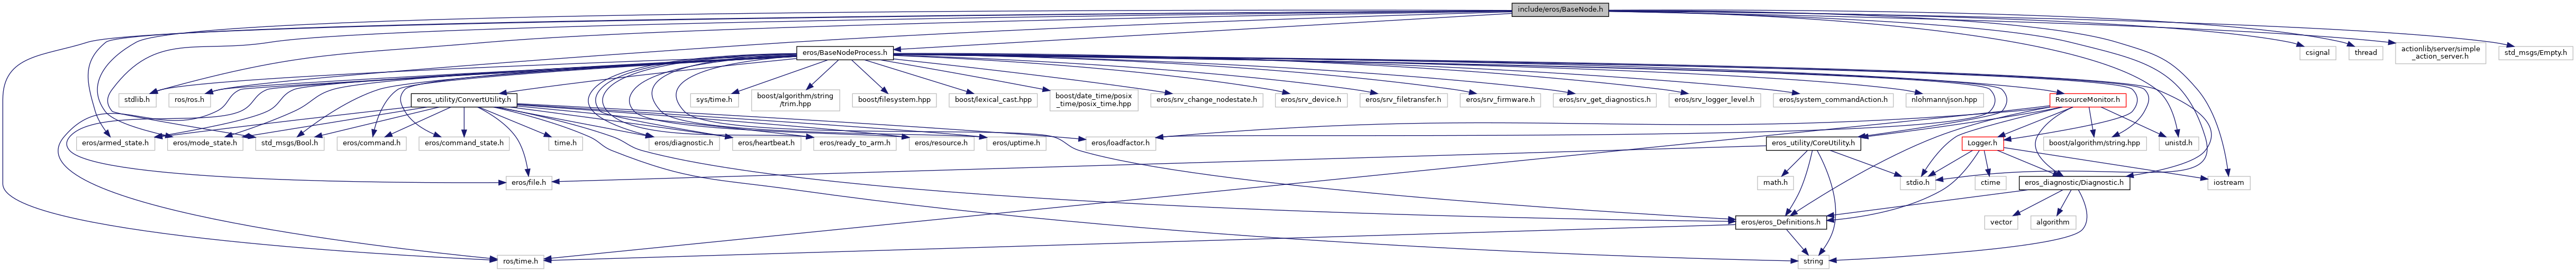 include/eros/BaseNode.h
eros/BaseNodeProcess.h
csignal
thread
actionlib/server/simple
_action_server.h
std_msgs/Empty.h
stdlib.h
ros/ros.h
eros_utility/ConvertUtility.h
sys/time.h
boost/algorithm/string
/trim.hpp
boost/filesystem.hpp
boost/lexical_cast.hpp
boost/date_time/posix
_time/posix_time.hpp
eros/srv_change_nodestate.h
eros/srv_device.h
eros/srv_filetransfer.h
eros/srv_firmware.h
eros/srv_get_diagnostics.h
eros/srv_logger_level.h
eros/system_commandAction.h
nlohmann/json.hpp
ResourceMonitor.h
eros/armed_state.h
eros/mode_state.h
std_msgs/Bool.h
eros/command.h
eros/command_state.h
time.h
eros/diagnostic.h
eros/heartbeat.h
eros/ready_to_arm.h
eros/resource.h
eros/uptime.h
eros/loadfactor.h
eros_utility/CoreUtility.h
Logger.h
boost/algorithm/string.hpp
unistd.h
eros/file.h
math.h
stdio.h
ctime
eros_diagnostic/Diagnostic.h
iostream
eros/eros_Definitions.h
vector
algorithm
ros/time.h
string